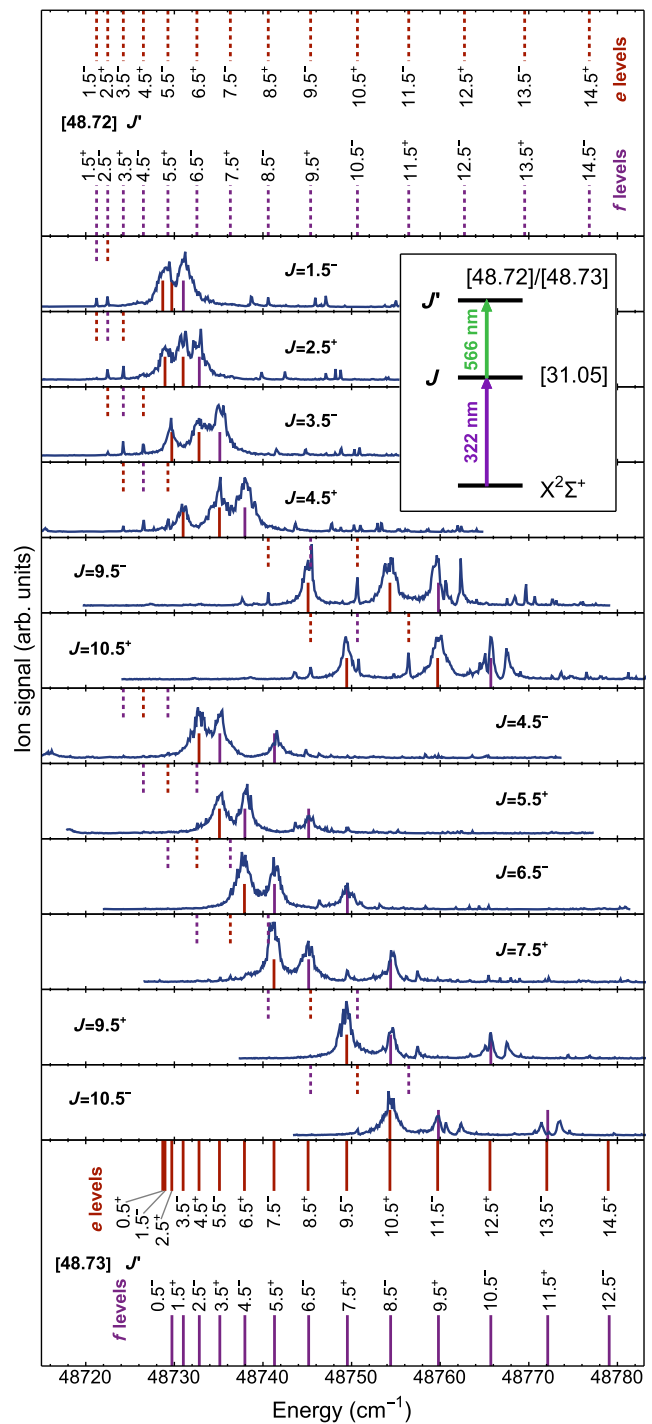 1.5⁻ 2.5⁺ 3.5⁻ 4.5⁺ 5.5⁻ 6.5⁺ 7.5⁻ 8.5⁺ 9.5⁻ 10.5⁺ 11.5⁻ 12.5⁺ 13.5⁻ 14.5⁺ e levels
[48.72] J'
1.5⁺ 2.5⁻ 3.5⁺ 4.5⁻ 5.5⁺ 6.5⁻ 7.5⁺ 8.5⁻ 9.5⁺ 10.5⁻ 11.5⁺ 12.5⁻ 13.5⁺ 14.5⁻ f levels
J=1.5⁻
J=2.5⁺
J=3.5⁻
J=4.5⁺
J=9.5⁻
J=10.5⁺
J=4.5⁻
J=5.5⁺
J=6.5⁻
J=7.5⁺
J=9.5⁺
J=10.5⁻
[48.72]/[48.73]
J'
566 nm
J
[31.05]
322 nm
X²Σ⁺
Ion signal (arb. units)
e levels 0.5⁺ 1.5⁻ 2.5⁺ 3.5⁻ 4.5⁺ 5.5⁻ 6.5⁺ 7.5⁻ 8.5⁺ 9.5⁻ 10.5⁺ 11.5⁻ 12.5⁺ 13.5⁻ 14.5⁺
[48.73] J'
f levels 0.5⁻ 1.5⁺ 2.5⁻ 3.5⁺ 4.5⁻ 5.5⁺ 6.5⁻ 7.5⁺ 8.5⁻ 9.5⁺ 10.5⁻ 11.5⁺ 12.5⁻
48720 48730 48740 48750 48760 48770 48780
Energy (cm⁻¹)